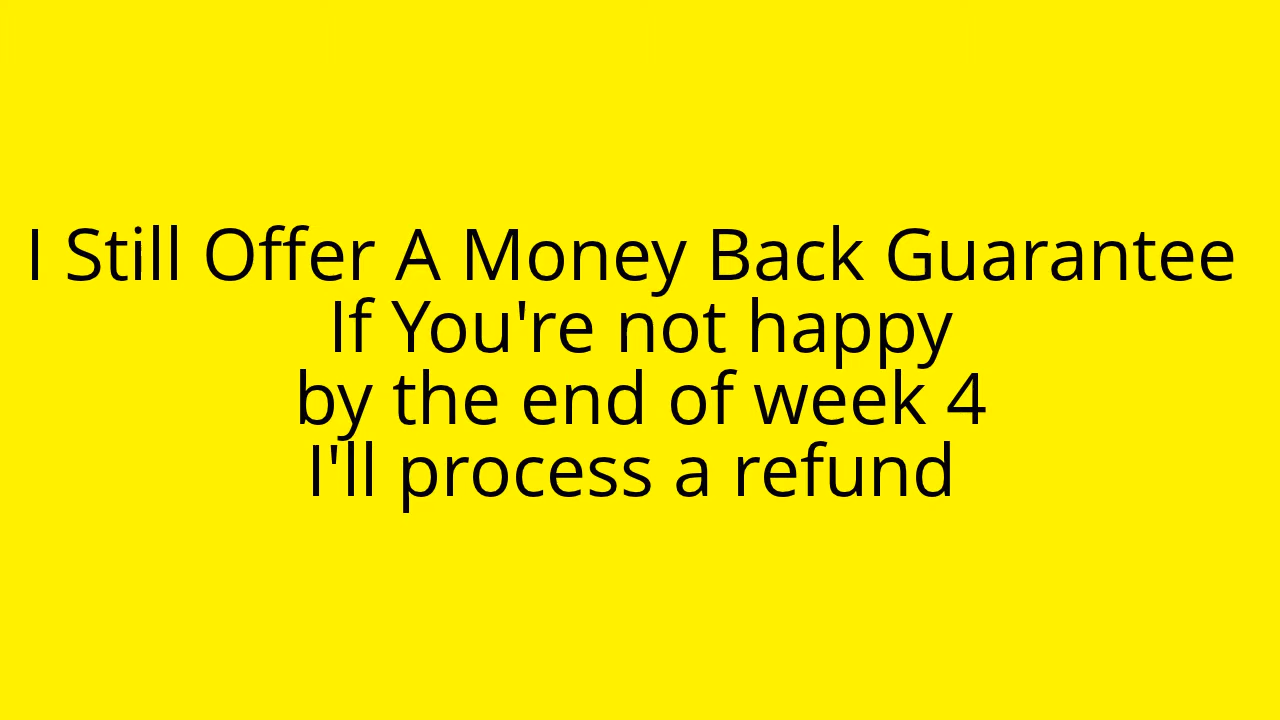 I Still Offer A Money Back Guarantee
If You're not happy
by the end of week 4
I'll process a refund